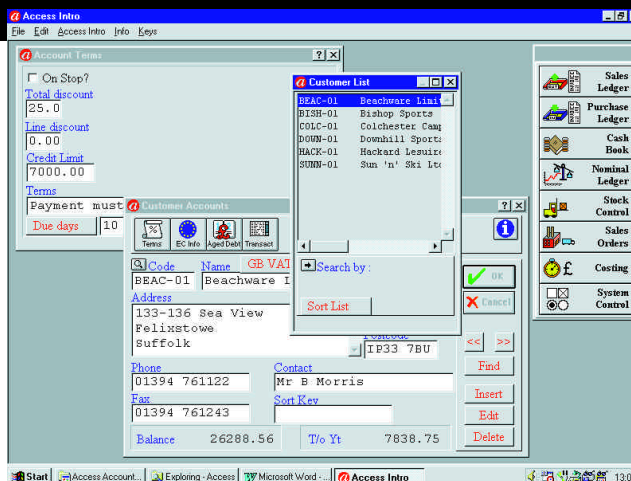 Access Intro
File Edit Access Intro Info Keys
Account Terms
On Stop?
Total discount
25.0
Line discount
0.00
Credit Limit
7000.00
Terms
Payment must
Due days 10
Customer List
BEAC-01 Beachware Limit
BISH-01 Bishop Sports
COLC-01 Colchester Camp
DOWN-01 Downhill Sports
HACK-01 Hackard Lesuire
SUNN-01 Sun 'n' Ski Ltd
Search by :
Sort List
Customer Accounts
Terms EC Info Aged Debt Transact
Code Name GB VAT
BEAC-01 Beachware L
Address
133-136 Sea View
Felixstowe
Suffolk
Postcode
IP33 7BU
Phone Contact
01394 761122 Mr B Morris
Fax Sort Key
01394 761243
Balance 26288.56 T/o Yt 7838.75
OK
Cancel
<< >>
Find
Insert
Edit
Delete
Sales
Ledger
Purchase
Ledger
Cash
Book
Nominal
Ledger
Stock
Control
Sales
Orders
Costing
System
Control
Start Access Account... Exploring - Access Microsoft Word - ... Access Intro 13:0